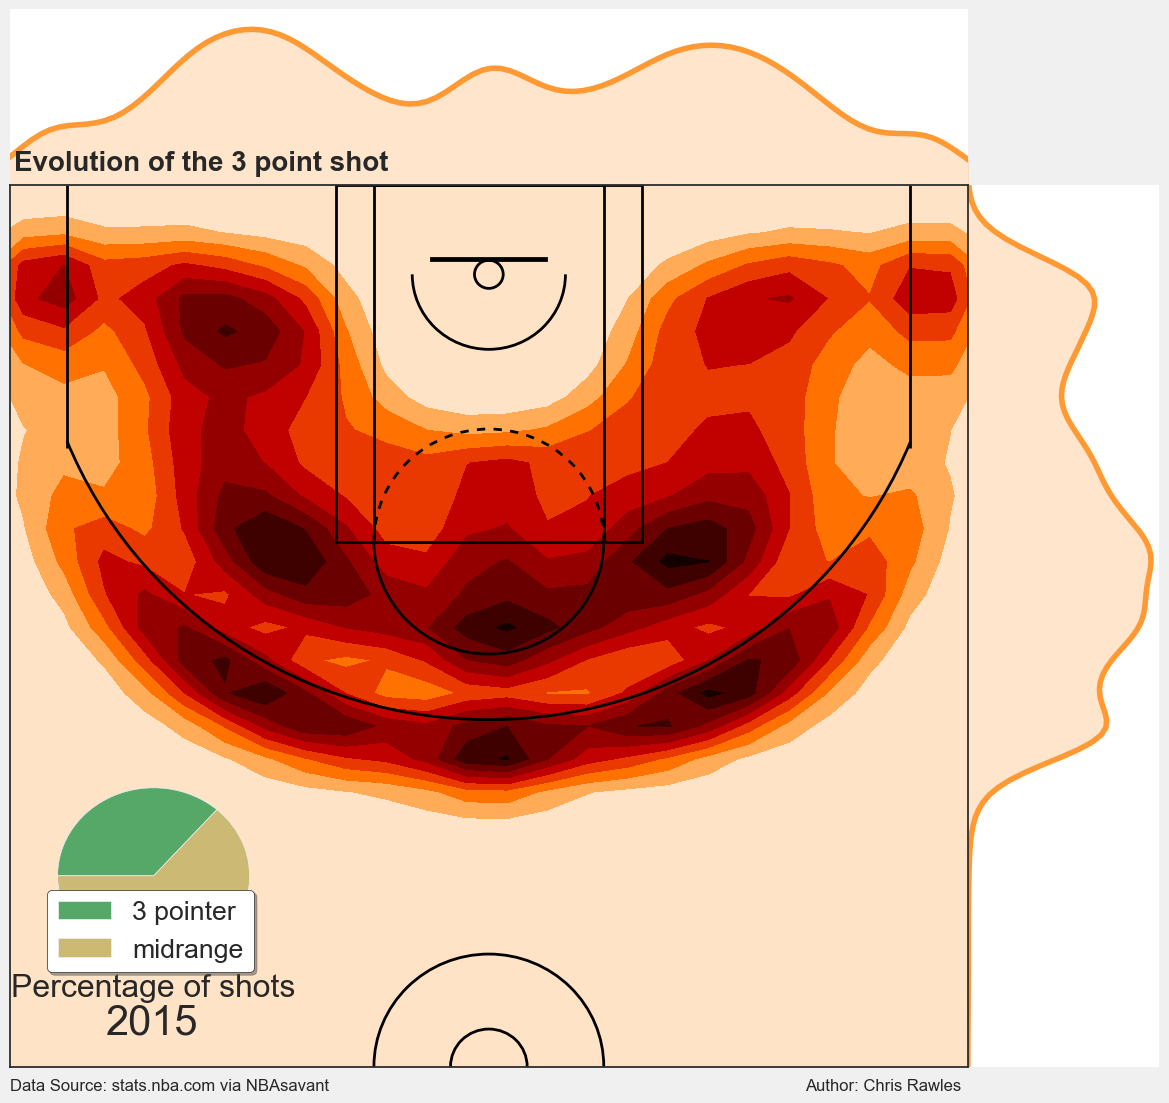 Evolution of the 3 point shot
3 pointer
midrange
Percentage of shots
2015
Data Source: stats.nba.com via NBAsavant
Author: Chris Rawles